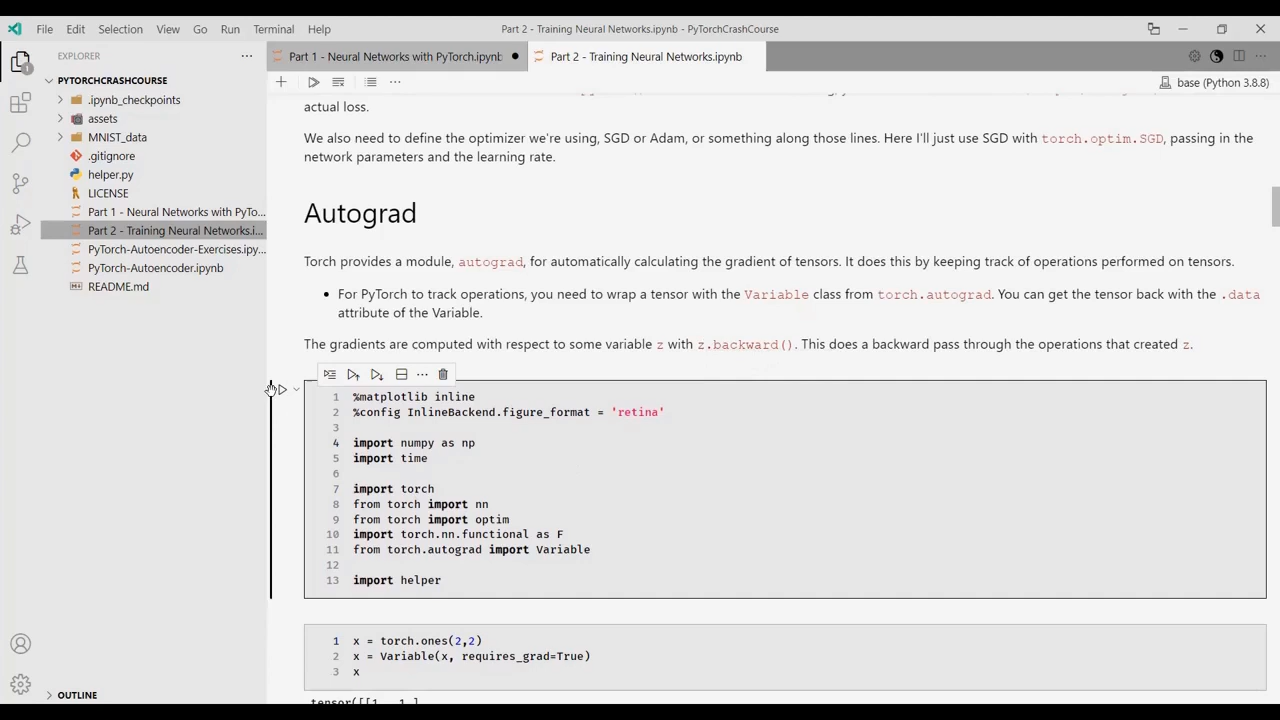 File Edit Selection View Go Run Terminal Help
Part 2 - Training Neural Networks.ipynb - PyTorchCrashCourse
EXPLORER
Part 1 - Neural Networks with PyTorch.ipynb
Part 2 - Training Neural Networks.ipynb
PYTORCHCRASHCOURSE
base (Python 3.8.8)
.ipynb_checkpoints
assets
MNIST_data
.gitignore
helper.py
LICENSE
Part 1 - Neural Networks with PyTo...
Part 2 - Training Neural Networks.i...
PyTorch-Autoencoder-Exercises.ipy...
PyTorch-Autoencoder.ipynb
README.md
OUTLINE
1
actual loss.
We also need to define the optimizer we're using, SGD or Adam, or something along those lines. Here I'll just use SGD with torch.optim.SGD, passing in the
network parameters and the learning rate.
Autograd
Torch provides a module, autograd, for automatically calculating the gradient of tensors. It does this by keeping track of operations performed on tensors.
• For PyTorch to track operations, you need to wrap a tensor with the Variable class from torch.autograd. You can get the tensor back with the .data
attribute of the Variable.
The gradients are computed with respect to some variable z with z.backward(). This does a backward pass through the operations that created z.
1 %matplotlib inline
2 %config InlineBackend.figure_format = 'retina'
3
4 import numpy as np
5 import time
6
7 import torch
8 from torch import nn
9 from torch import optim
10 import torch.nn.functional as F
11 from torch.autograd import Variable
12
13 import helper
1 x = torch.ones(2,2)
2 x = Variable(x, requires_grad=True)
3 x
tensor([[1., 1.]